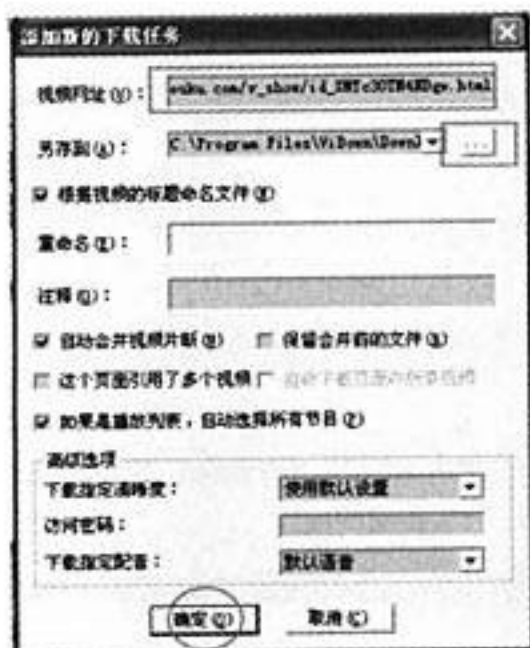 添加新的下载任务
视频网址(V):
另存到(A): C:\Program Files\ViDown\Downl ...
根据视频的标题命名文件
重命名
注释
自动合并视频片断 保留合并前的文件
这个页面引用了多个视频
如果是播放列表，自动选择所有节目
高级选项
下载指定清晰度: 使用默认设置
访问密码:
下载指定配音: 默认语音
确定(O) 取消(C)